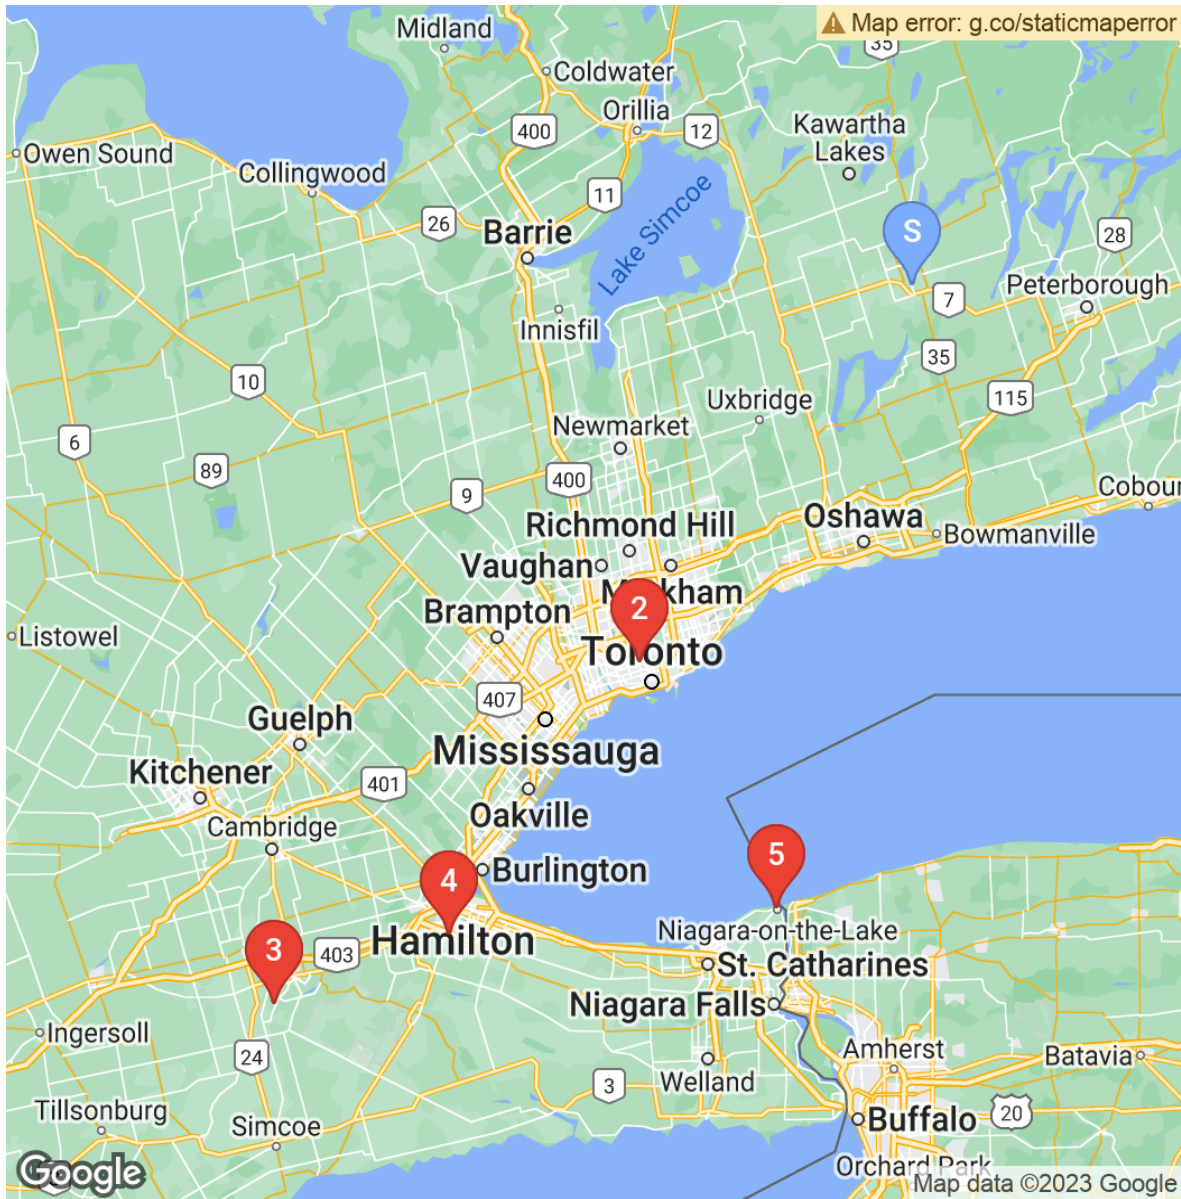 Map error: g.co/staticmaperror
Midland
35
Coldwater
Orillia
400
12
Kawartha
Lakes
Owen Sound
Collingwood
11
Lake Simcoe
26
Barrie
S
28
7
Peterborough
Innisfil
35
10
115
Uxbridge
Newmarket
6
89
9
400
Cobour
Richmond Hill
Oshawa
Bowmanville
Vaughan
Markham
Brampton
2
Listowel
Toronto
407
Guelph
Mississauga
Kitchener
401
Oakville
Cambridge
5
Burlington
4
Niagara-on-the-Lake
Hamilton
3
403
St. Catharines
Niagara Falls
Ingersoll
24
Amherst
Batavia
Welland
3
Tillsonburg
20
Buffalo
Simcoe
Orchard Park
Google
Map data ©2023 Google